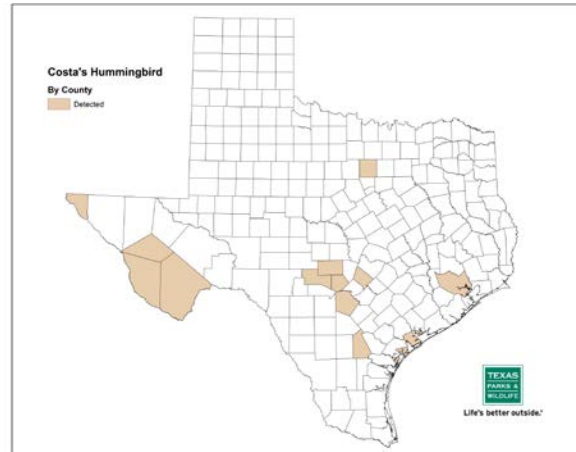 Costa's Hummingbird
By County
Detected
TEXAS
PARKS &
WILDLIFE
Life's better outside.®